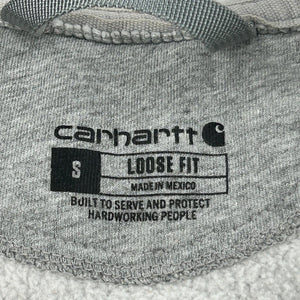 carhartt
S LOOSE FIT
MADE IN MEXICO
BUILT TO SERVE AND PROTECT
HARDWORKING PEOPLE